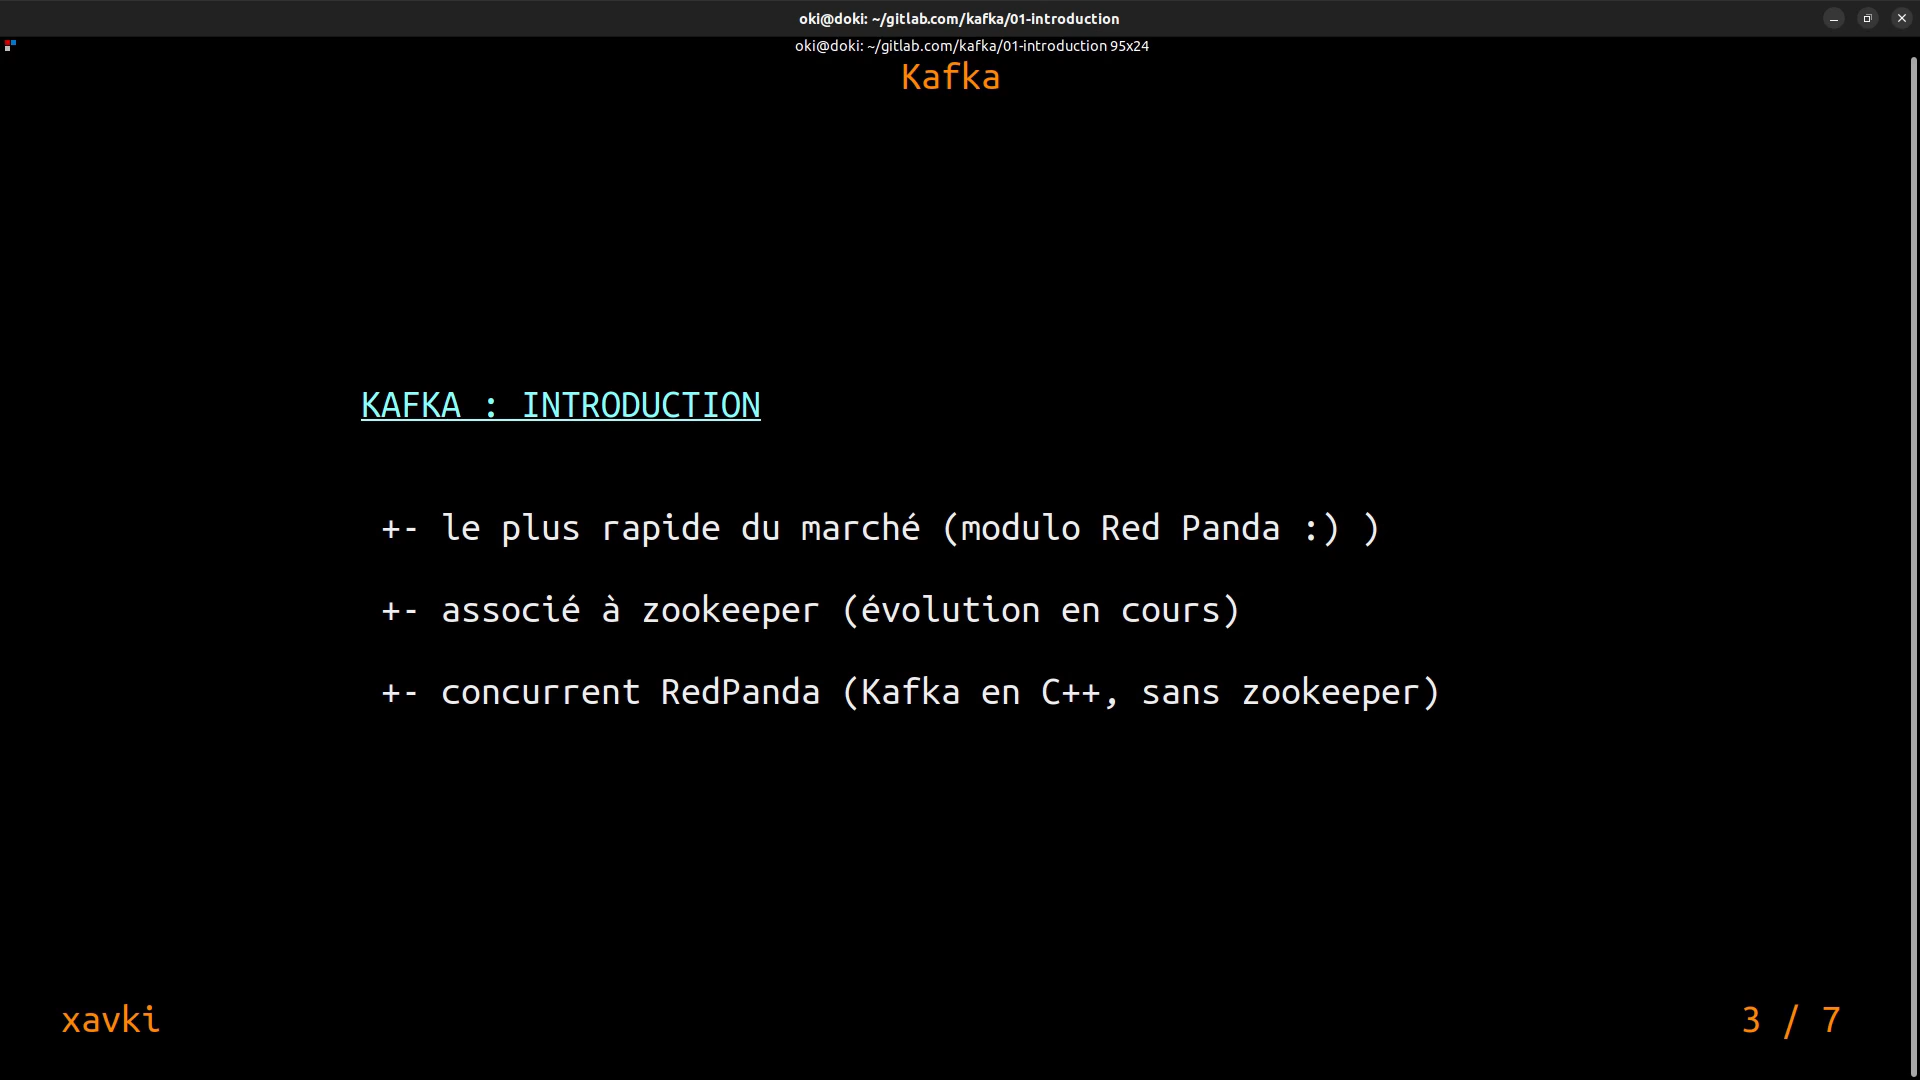 oki@doki: ~/gitlab.com/kafka/01-introduction
oki@doki: ~/gitlab.com/kafka/01-introduction 95x24
Kafka
KAFKA : INTRODUCTION
+- le plus rapide du marché (modulo Red Panda :) )
+- associé à zookeeper (évolution en cours)
+- concurrent RedPanda (Kafka en C++, sans zookeeper)
xavki
3 / 7